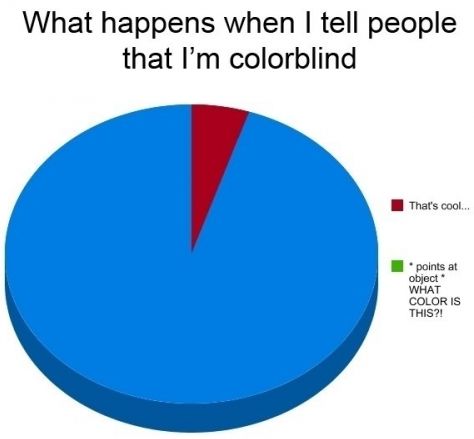 What happens when I tell people
that I'm colorblind
That's cool...
* points at
object *
WHAT
COLOR IS
THIS?!